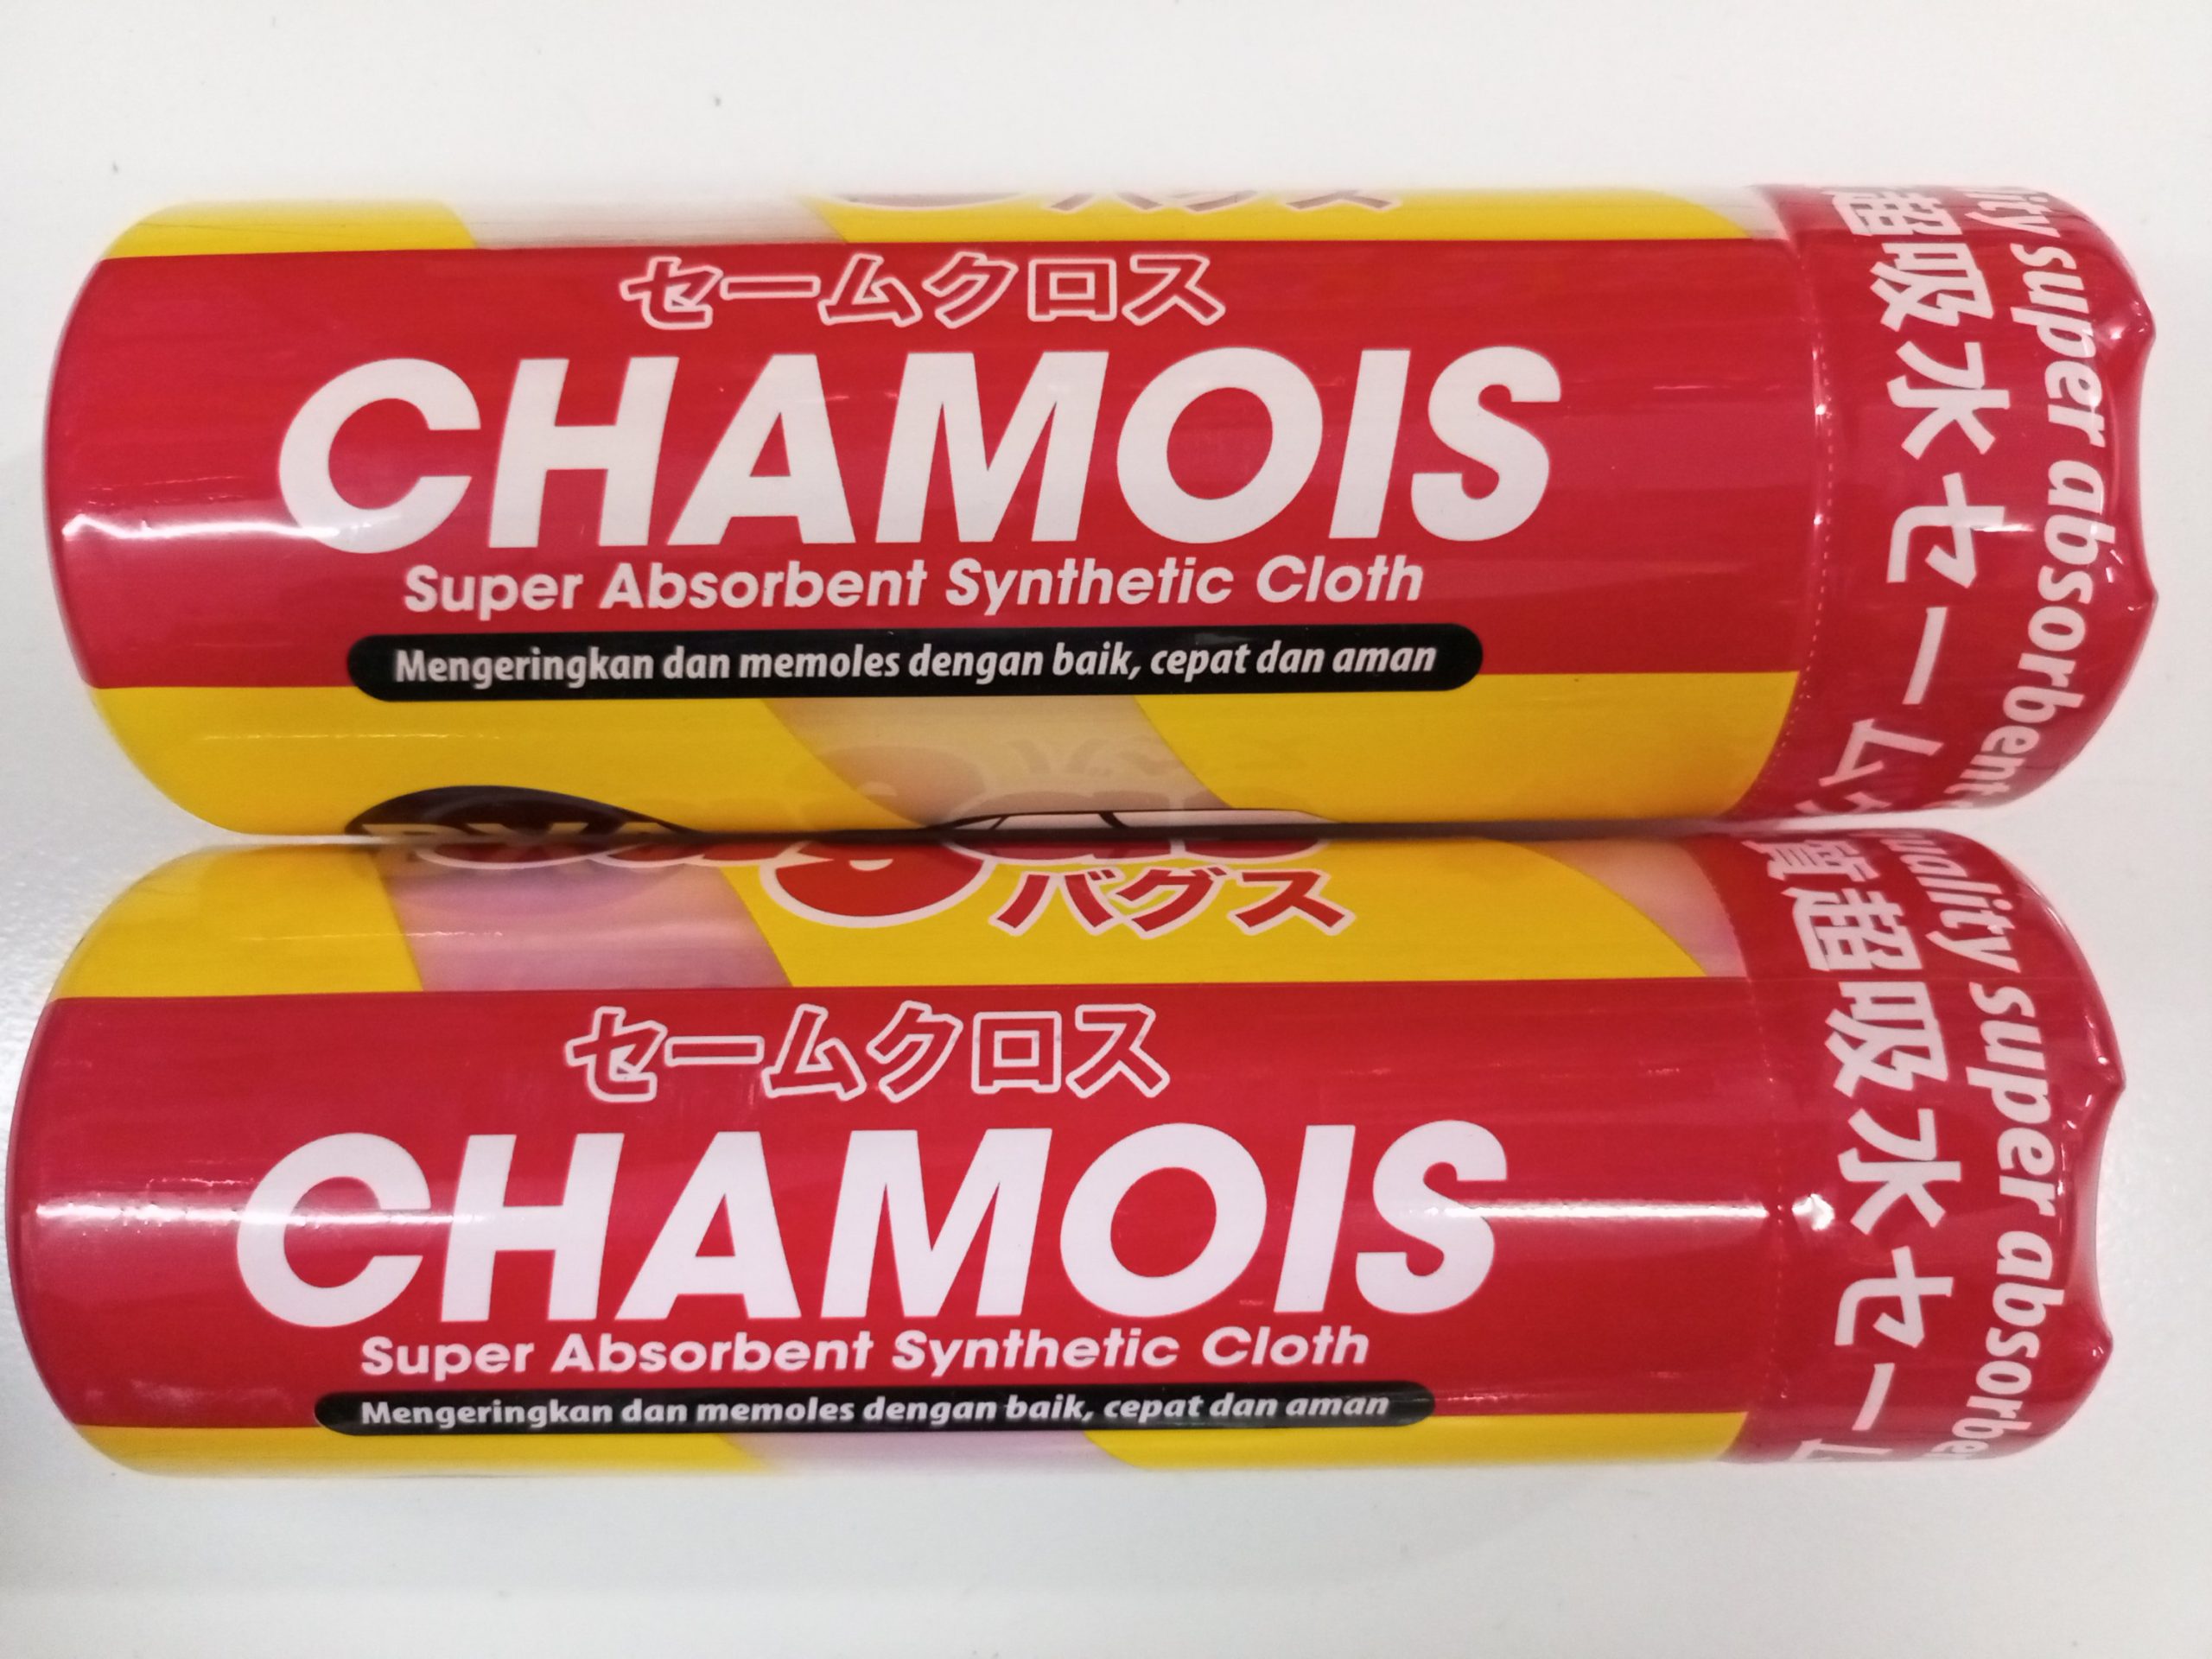 バグス
セームクロス
CHAMOIS
Super Absorbent Synthetic Cloth
Mengeringkan dan memoles dengan baik, cepat dan aman
super absorbent
超吸水セーム
バグス
セームクロス
CHAMOIS
Super Absorbent Synthetic Cloth
Mengeringkan dan memoles dengan baik, cepat dan aman
quality super
質超吸水セー